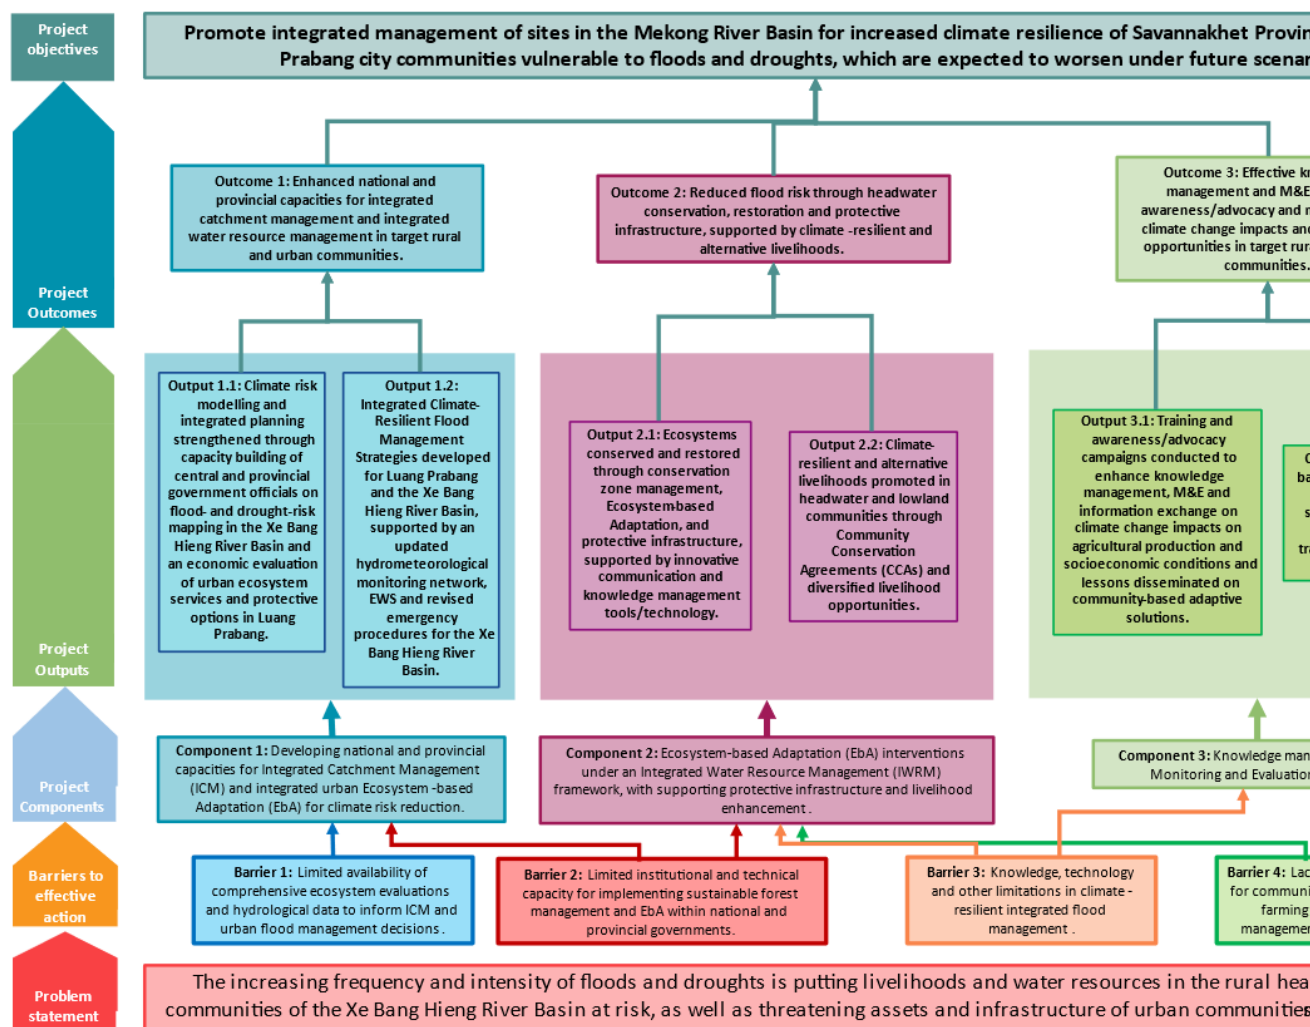 Project
objectives
Promote integrated management of sites in the Mekong River Basin for increased climate resilience of Savannakhet
Prabang city communities vulnerable to floods and droughts, which are expected to worsen under future
Outcome 1: Enhanced national and
provincial capacities for integrated
catchment management and integrated
water resource management in target rural
and urban communities.
Outcome 2: Reduced flood risk through headwater
conservation, restoration and protective
infrastructure, supported by climate -resilient and
alternative livelihoods.
Outcome 3: Effective
management and M&E
awareness/advocacy and
climate change impacts and
opportunities in target
communities.
Project
Outcomes
Output 1.1: Climate risk
modelling and
integrated planning
strengthened through
capacity building of
central and provincial
government officials on
flood- and drought-risk
mapping in the Xe Bang
Hieng River Basin and
an economic evaluation
of urban ecosystem
services and protective
options in Luang
Prabang.
Output 1.2:
Integrated Climate-
Resilient Flood
Management
Strategies developed
for Luang Prabang
and the Xe Bang
Hieng River Basin,
supported by an
updated
hydrometeorological
monitoring network,
EWS and revised
emergency
procedures for the Xe
Bang Hieng River
Basin.
Output 2.1: Ecosystems
conserved and restored
through conservation
zone management,
Ecosystem-based
Adaptation, and
protective infrastructure,
supported by innovative
communication and
knowledge management
tools/technology.
Output 2.2: Climate-
resilient and alternative
livelihoods promoted in
headwater and lowland
communities through
Community
Conservation
Agreements (CCAs) and
diversified livelihood
opportunities.
Output 3.1: Training and
awareness/advocacy
campaigns conducted to
enhance knowledge
management, M&E and
information exchange on
climate change impacts on
agricultural production and
socioeconomic conditions and
lessons disseminated on
community-based adaptive
solutions.
Project
Outputs
Component 1: Developing national and provincial
capacities for Integrated Catchment Management
(ICM) and integrated urban Ecosystem -based
Adaptation (EbA) for climate risk reduction.
Component 2: Ecosystem-based Adaptation (EbA) interventions
under an Integrated Water Resource Management (IWRM)
framework, with supporting protective infrastructure and livelihood
enhancement .
Component 3: Knowledge
Monitoring and
Project
Components
Barrier 1: Limited availability of
comprehensive ecosystem evaluations
and hydrological data to inform ICM and
urban flood management decisions .
Barrier 2: Limited institutional and technical
capacity for implementing sustainable forest
management and EbA within national and
provincial governments.
Barrier 3: Knowledge, technology
and other limitations in climate -
resilient integrated flood
management .
Barrier 4:
for
farming
Barriers to
effective
action
Problem
statement
The increasing frequency and intensity of floods and droughts is putting livelihoods and water resources in the rural
communities of the Xe Bang Hieng River Basin at risk, as well as threatening assets and infrastructure of urban communities